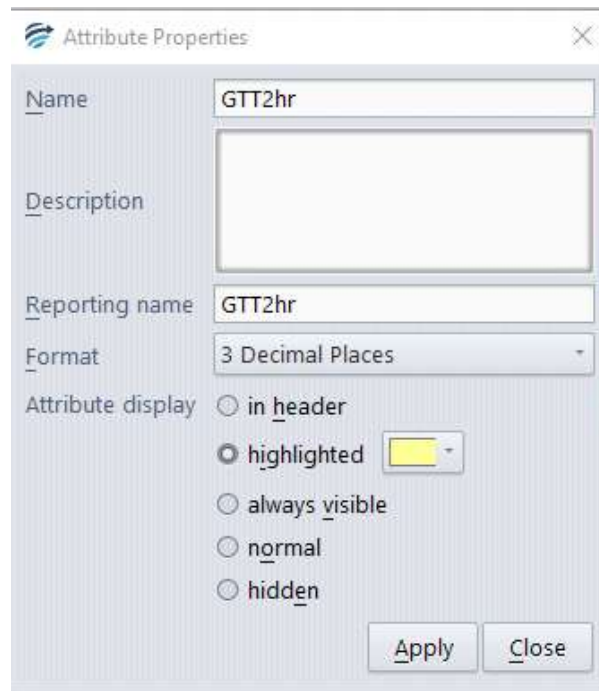 Attribute Properties
Name GTT2hr
Description
Reporting name GTT2hr
Format 3 Decimal Places
Attribute display in header
highlighted
always visible
normal
hidden
Apply Close